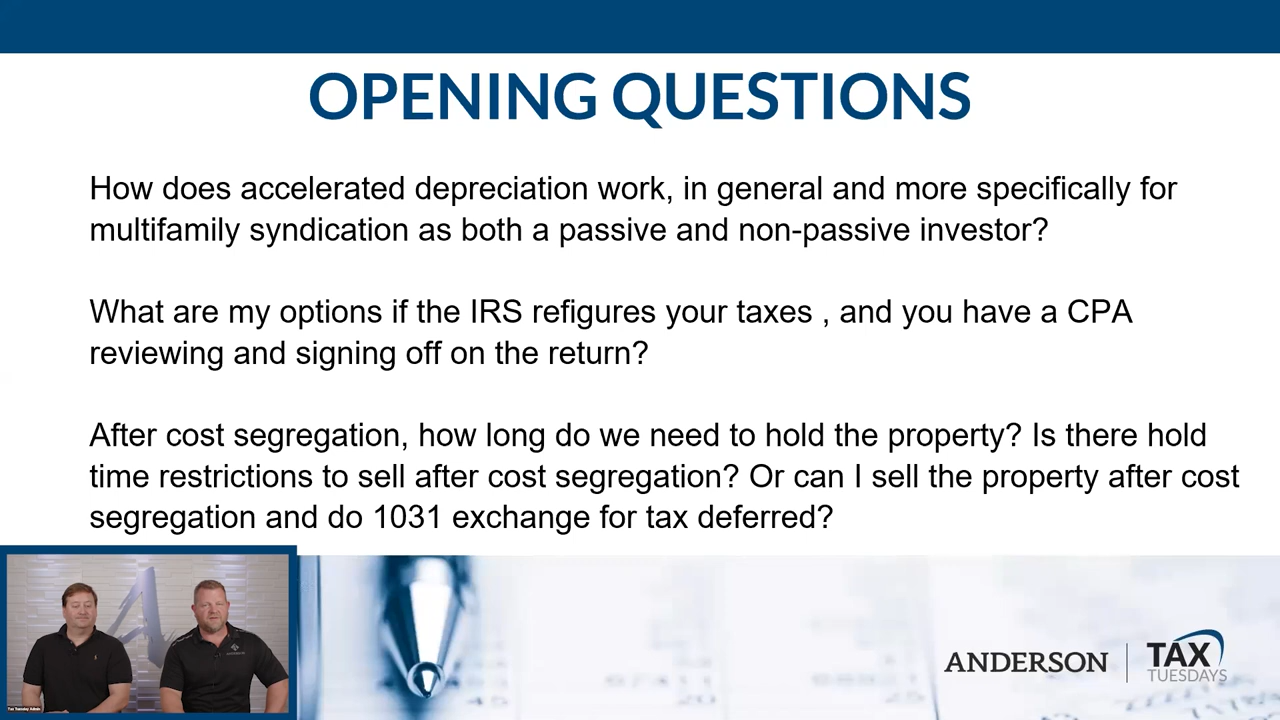 OPENING QUESTIONS
How does accelerated depreciation work, in general and more specifically for
multifamily syndication as both a passive and non-passive investor?
What are my options if the IRS refigures your taxes , and you have a CPA
reviewing and signing off on the return?
After cost segregation, how long do we need to hold the property? Is there hold
time restrictions to sell after cost segregation? Or can I sell the property after cost
segregation and do 1031 exchange for tax deferred?
Tax Tuesday Admin
ANDERSON
TAX
TUESDAYS